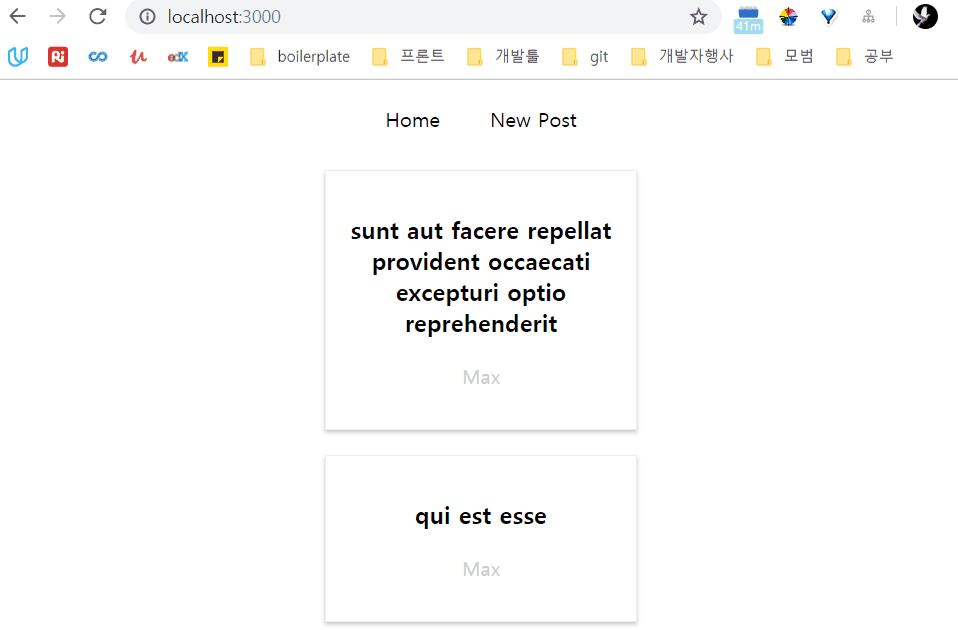 localhost:3000
41m
boilerplate 프론트 개발툴 git 개발자행사 모범 공부
Home New Post
sunt aut facere repellat
provident occaecati
excepturi optio
reprehenderit
Max
qui est esse
Max